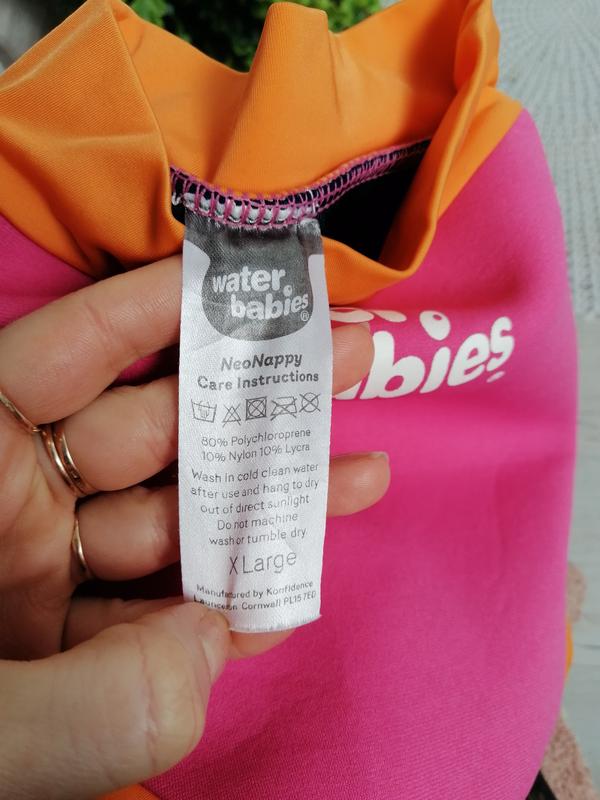 water
babies®
NeoNappy
Care Instructions
80% Polychloroprene
10% Nylon 10% Lycra
Wash in cold clean water
after use and hang to dry
out of direct sunlight
Do not machine
wash or tumble dry
XLarge
Manufactured by Konfidence
Launceston Cornwall PL15 7ED
babies